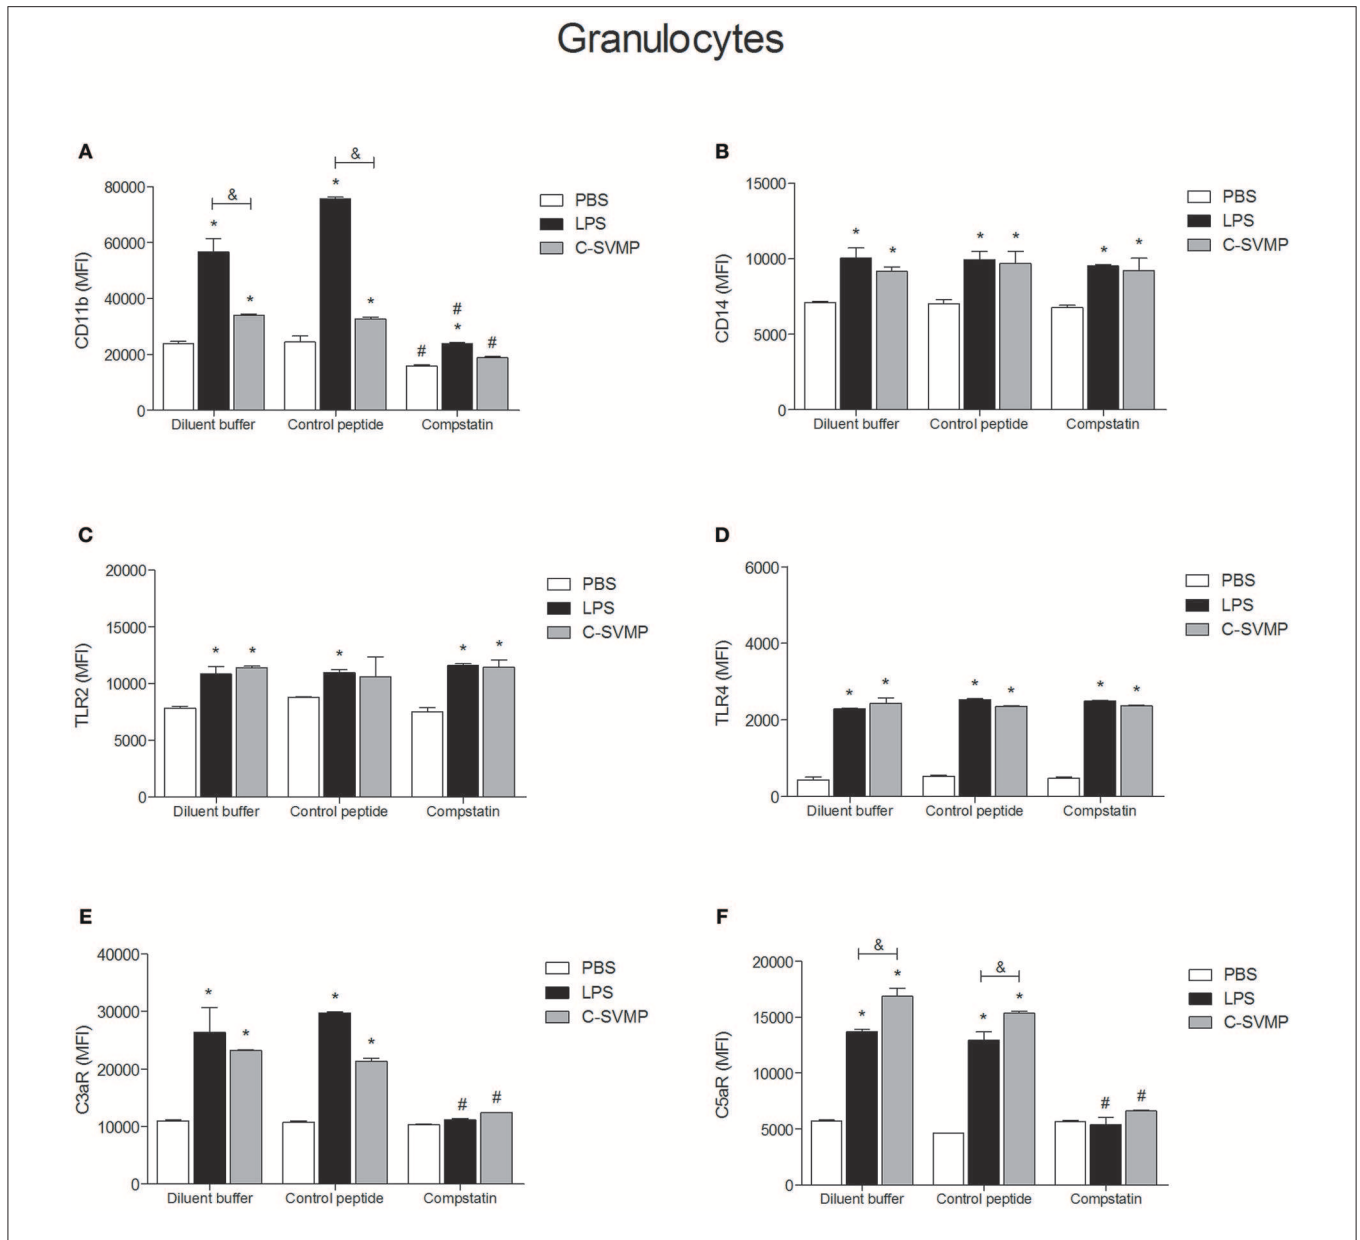 Granulocytes
A
&
&
80000
60000
40000
20000
0
CD11b (MFI)
*
*
*
*
#
#
*
#
Diluent buffer
Control peptide
Compstatin
PBS
LPS
C-SVMP
B
15000
10000
5000
0
CD14 (MFI)
*
*
*
*
*
*
Diluent buffer
Control peptide
Compstatin
PBS
LPS
C-SVMP
C
20000
15000
10000
5000
0
TLR2 (MFI)
*
*
*
*
*
Diluent buffer
Control peptide
Compstatin
PBS
LPS
C-SVMP
D
6000
4000
2000
0
TLR4 (MFI)
*
*
*
*
*
*
Diluent buffer
Control peptide
Compstatin
PBS
LPS
C-SVMP
E
40000
30000
20000
10000
0
C3aR (MFI)
*
*
*
*
#
#
Diluent buffer
Control peptide
Compstatin
PBS
LPS
C-SVMP
F
&
&
20000
15000
10000
5000
0
C5aR (MFI)
*
*
*
*
#
#
Diluent buffer
Control peptide
Compstatin
PBS
LPS
C-SVMP